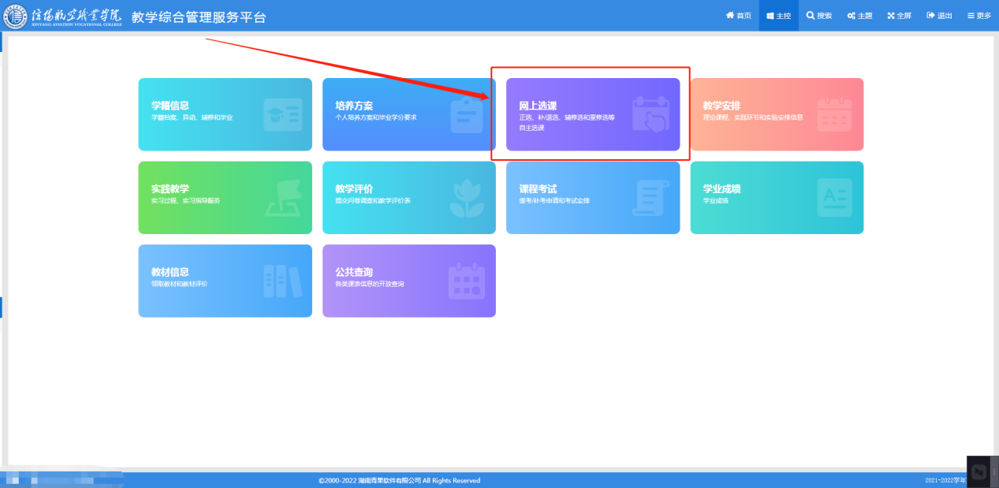 信阳航空职业学院
XINYANG AVIATION VOCATIONAL COLLEGE
教学综合管理服务平台
首页
主控
搜索
主题
全屏
退出
更多
学籍信息
学籍档案、异动、辅修和毕业
培养方案
个人培养方案和毕业学分要求
网上选课
正选、补/退选、辅修选和重修选等
自主选课
教学安排
理论课程、实践环节和实验安排信息
实践教学
实习过程、实习指导服务
教学评价
提交问卷调查和教学评价表
课程考试
重考/补考申请和考试安排
学业成绩
学业成绩
教材信息
领取教材和教材评价
公共查询
各类课表信息的开放查询
©2000-2022 湖南青果软件有限公司 All Rights Reserved
2021-2022学年